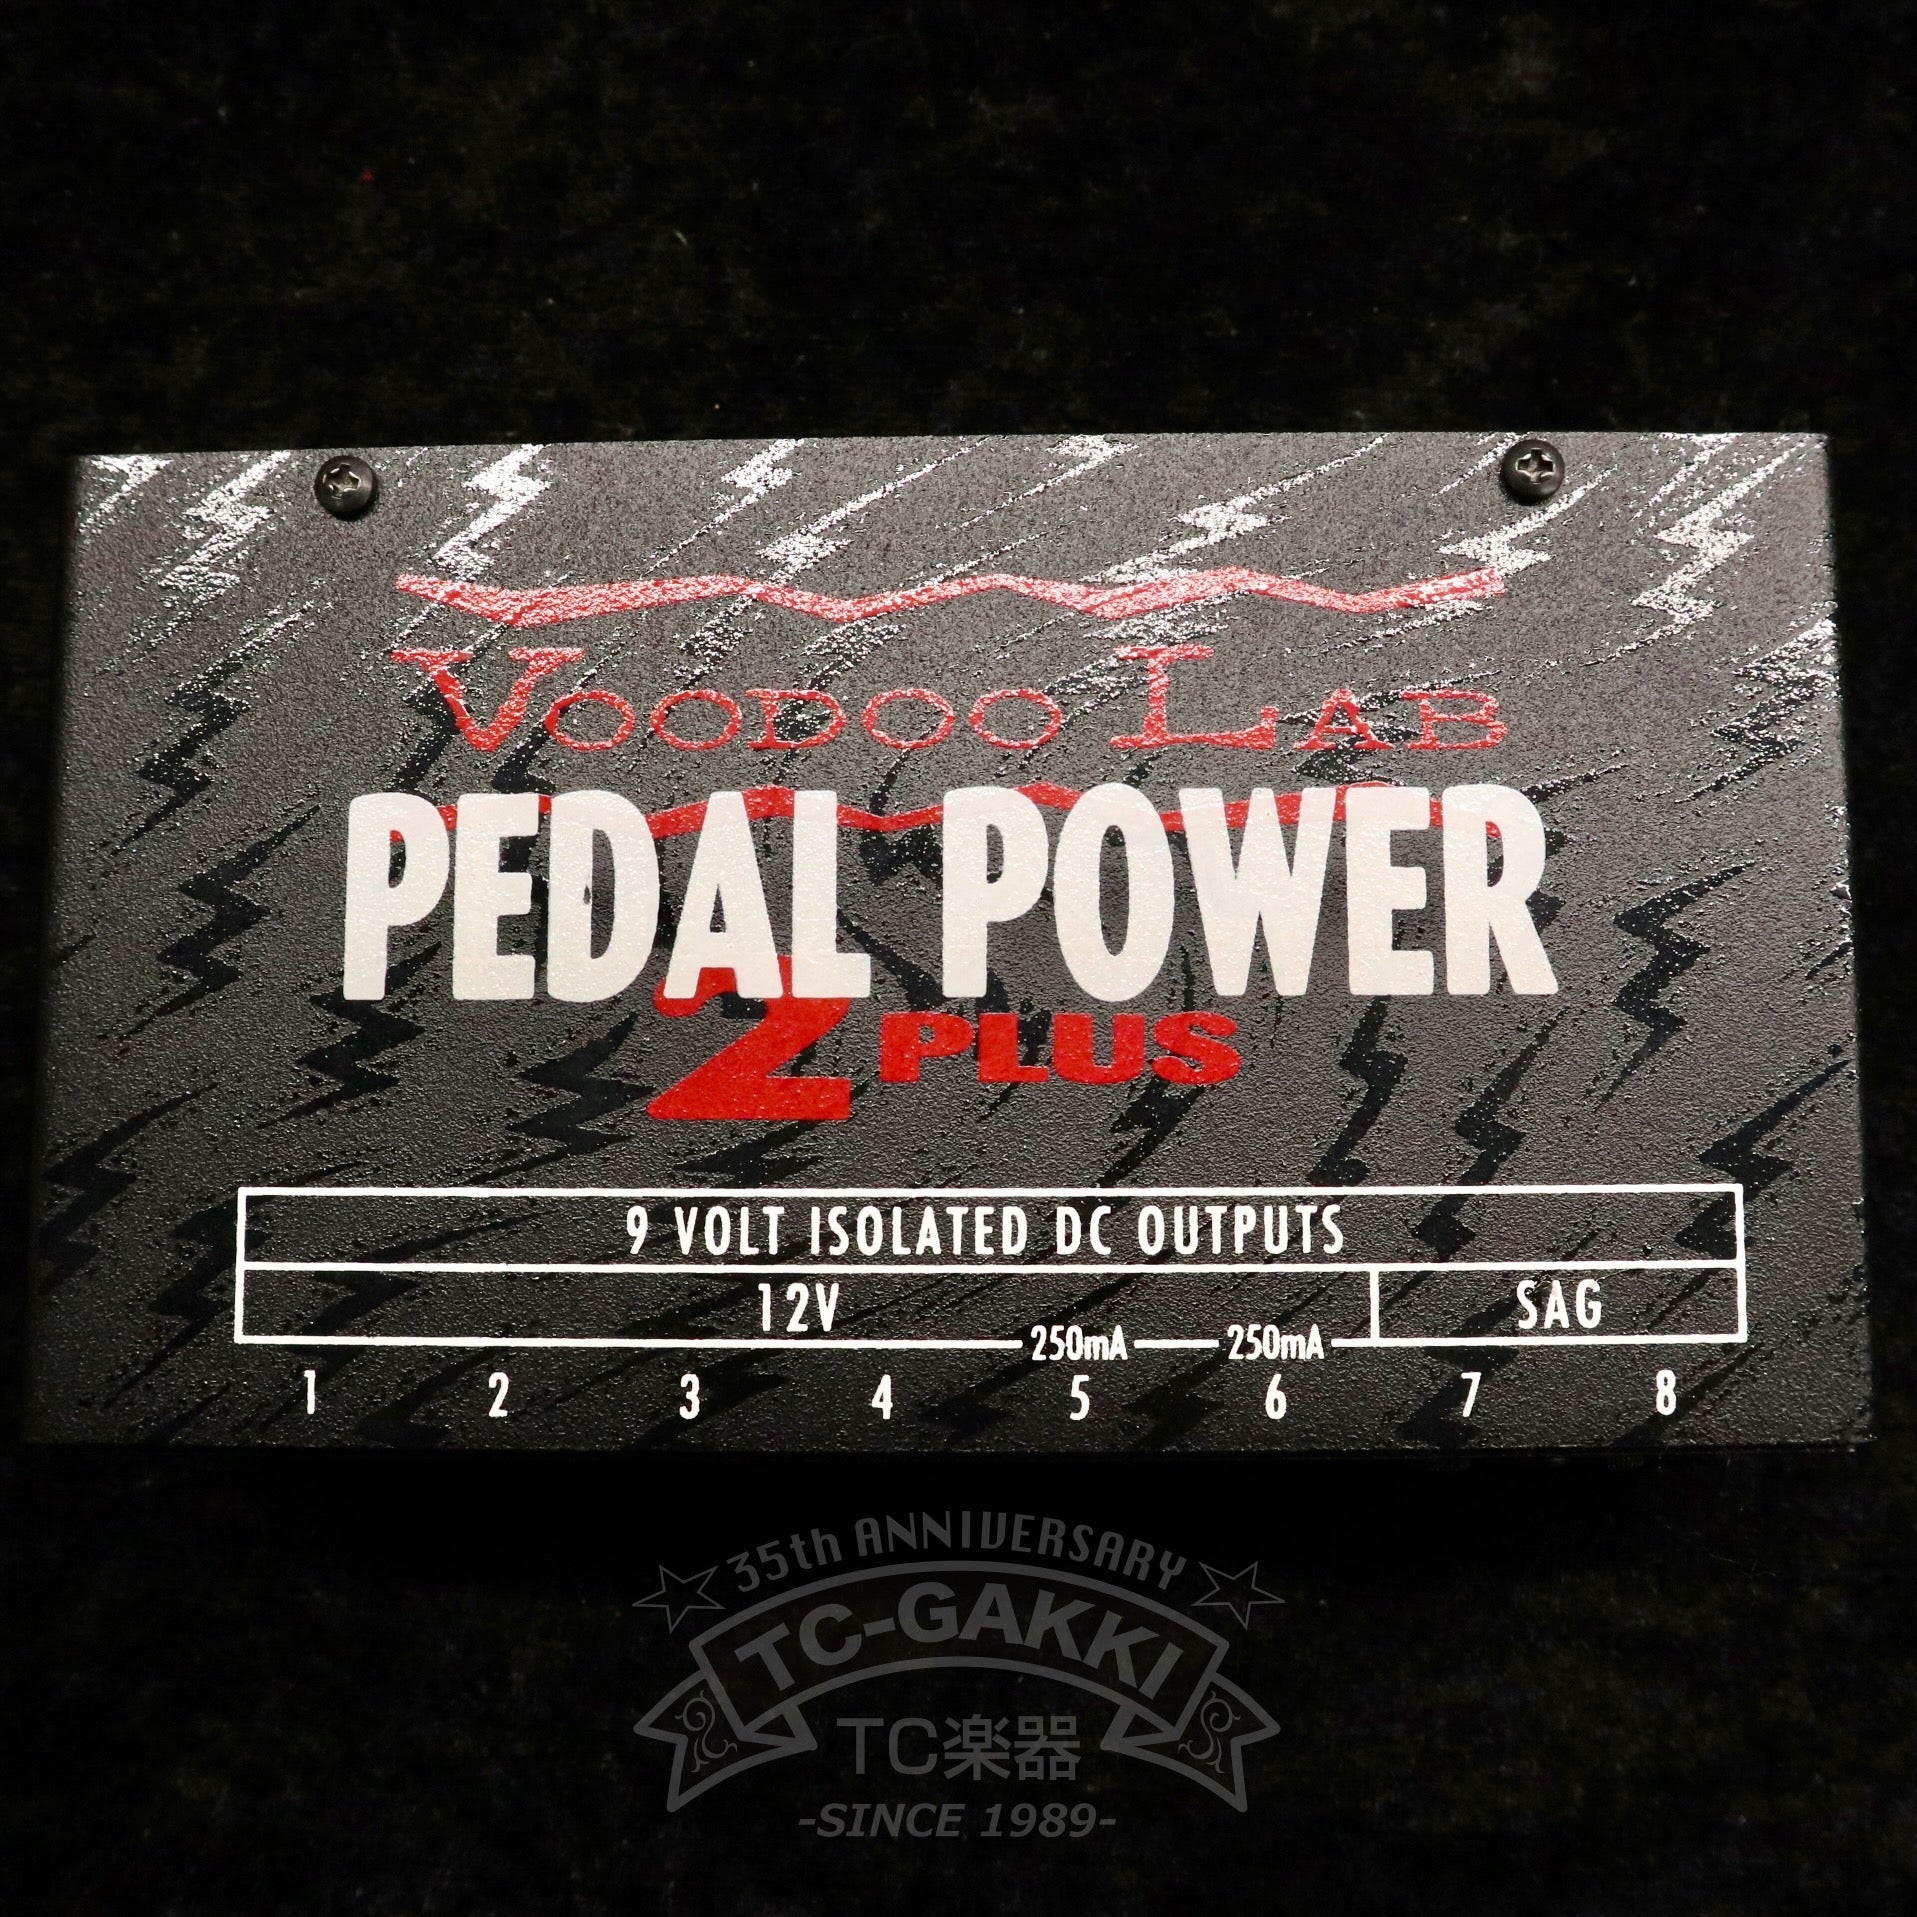 VOODOO LAB
PEDAL POWER
2 PLUS
9 VOLT ISOLATED DC OUTPUTS
12V SAG
250mA 250mA
1 2 3 4 5 6 7 8
35th ANNIVERSARY
TC-GAKKI
TC楽器
-SINCE 1989-